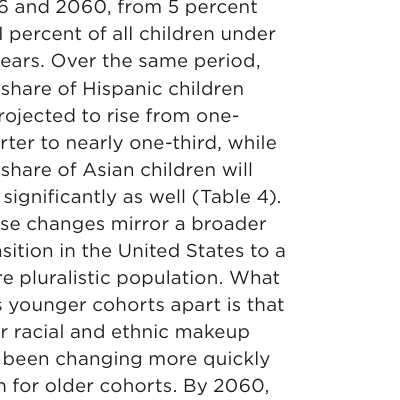 6 and 2060, from 5 percent
percent of all children under
ears. Over the same period,
share of Hispanic children
rojected to rise from one-
rter to nearly one-third, while
share of Asian children will
significantly as well (Table 4).
se changes mirror a broader
sition in the United States to a
re pluralistic population. What
s younger cohorts apart is that
r racial and ethnic makeup
been changing more quickly
n for older cohorts. By 2060,